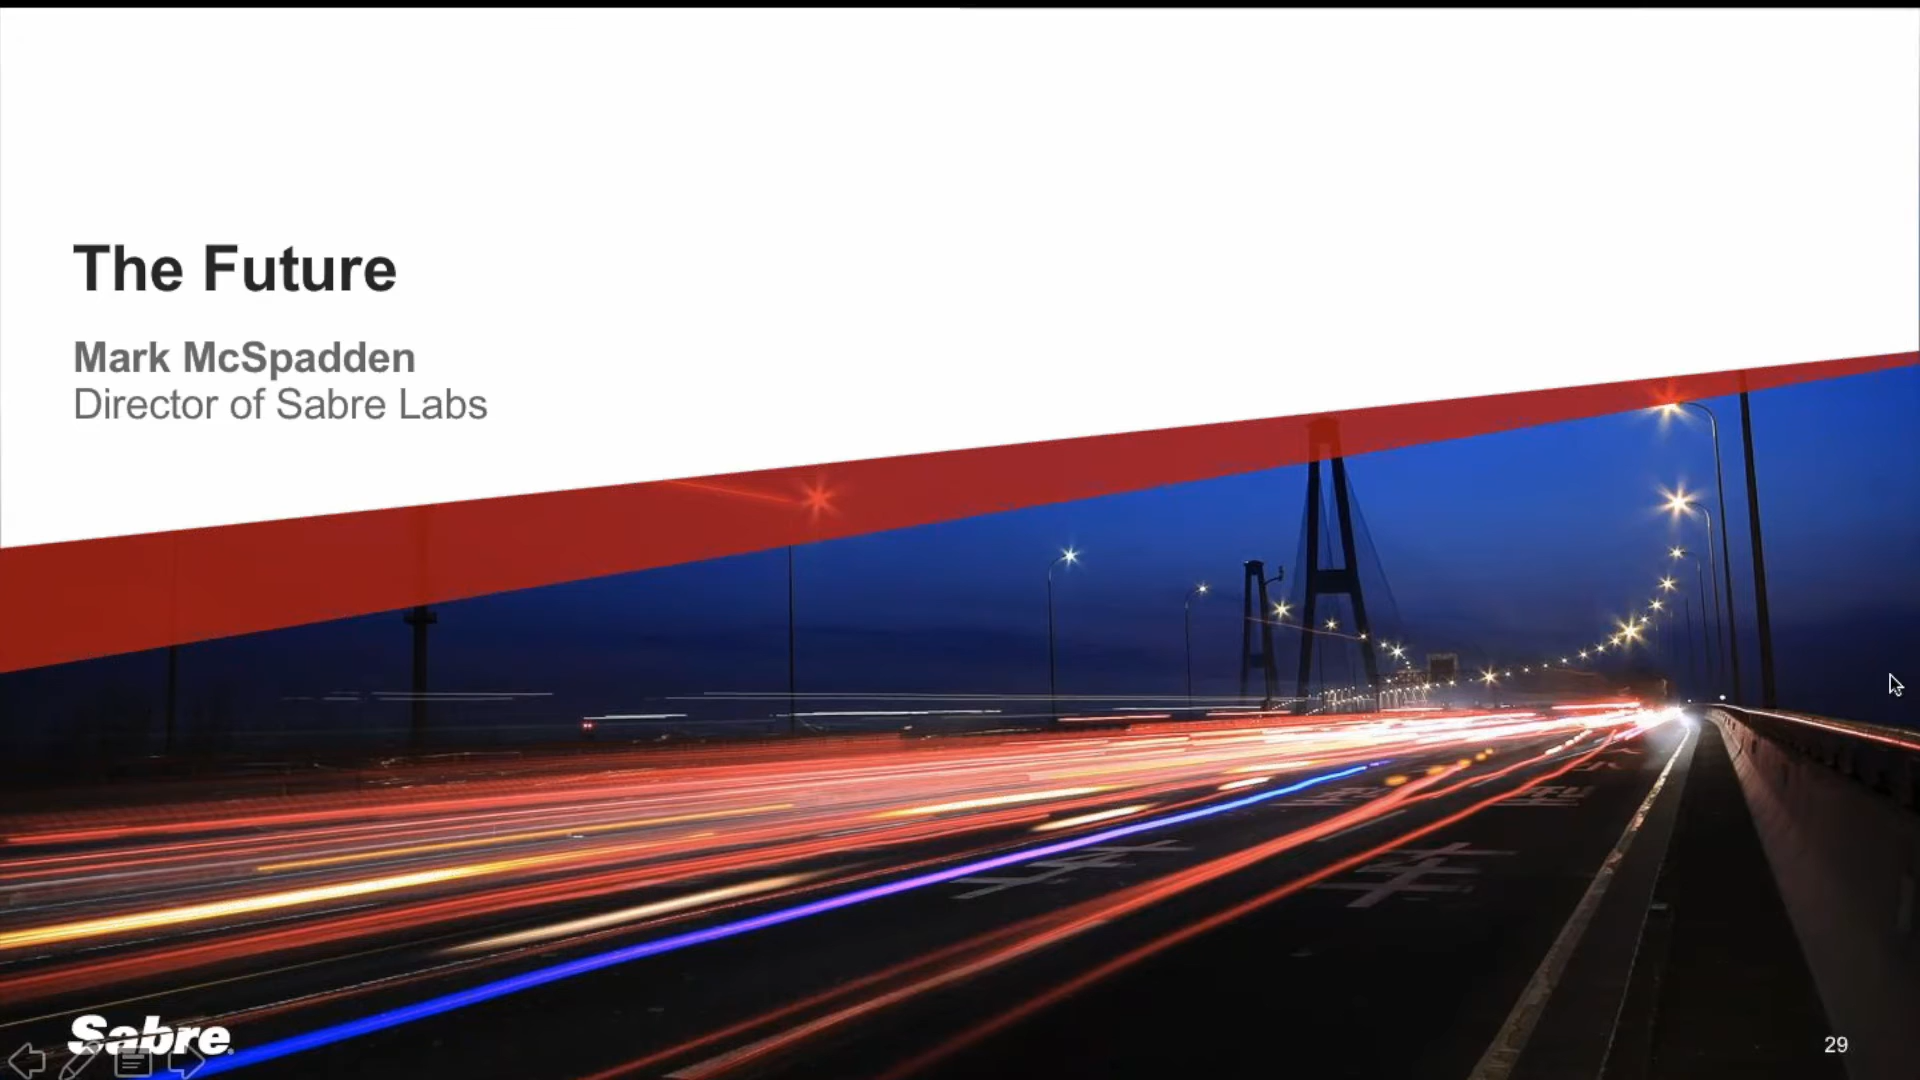 The Future
Mark McSpadden
Director of Sabre Labs
Sabre
29